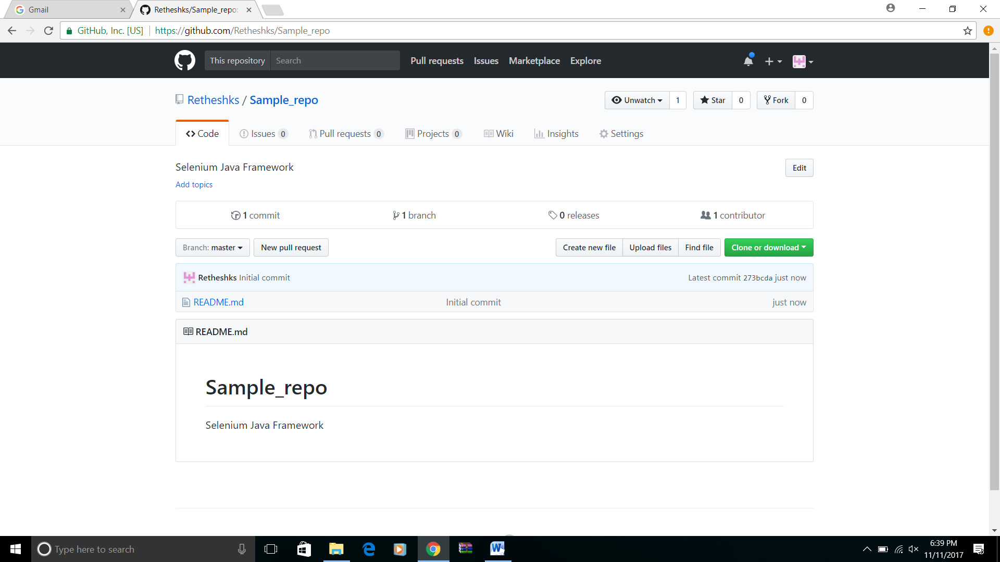 Gmail
Retheshks/Sample_repo:
GitHub, Inc. [US] https://github.com/Retheshks/Sample_repo
This repository Search Pull requests Issues Marketplace Explore
Retheshks / Sample_repo
Unwatch 1 Star 0 Fork 0
Code Issues 0 Pull requests 0 Projects 0 Wiki Insights Settings
Selenium Java Framework Edit
Add topics
1 commit 1 branch 0 releases 1 contributor
Branch: master New pull request Create new file Upload files Find file Clone or download
Retheshks Initial commit Latest commit 273bcda just now
README.md Initial commit just now
README.md
Sample_repo
Selenium Java Framework
Type here to search
6:39 PM
11/11/2017